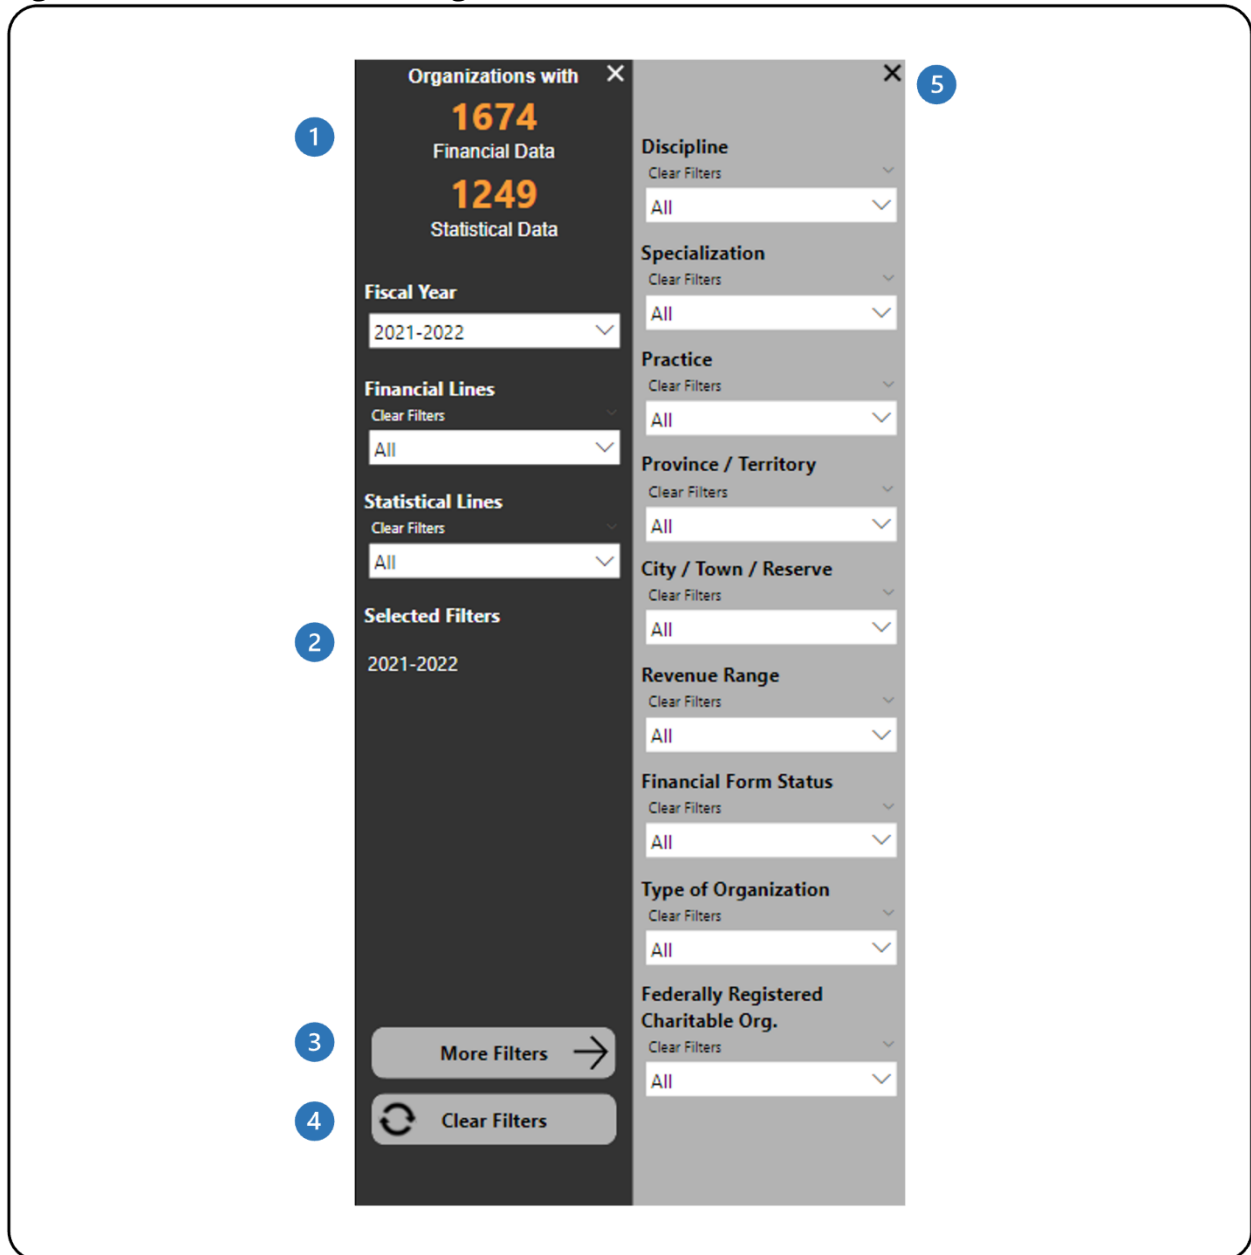 Organizations with
1
1674
Financial Data
1249
Statistical Data
Fiscal Year
2021-2022
Financial Lines
Clear Filters
All
Statistical Lines
Clear Filters
All
2
Selected Filters
2021-2022
3
More Filters
4
Clear Filters
5
Discipline
Clear Filters
All
Specialization
Clear Filters
All
Practice
Clear Filters
All
Province / Territory
Clear Filters
All
City / Town / Reserve
Clear Filters
All
Revenue Range
Clear Filters
All
Financial Form Status
Clear Filters
All
Type of Organization
Clear Filters
All
Federally Registered
Charitable Org.
Clear Filters
All